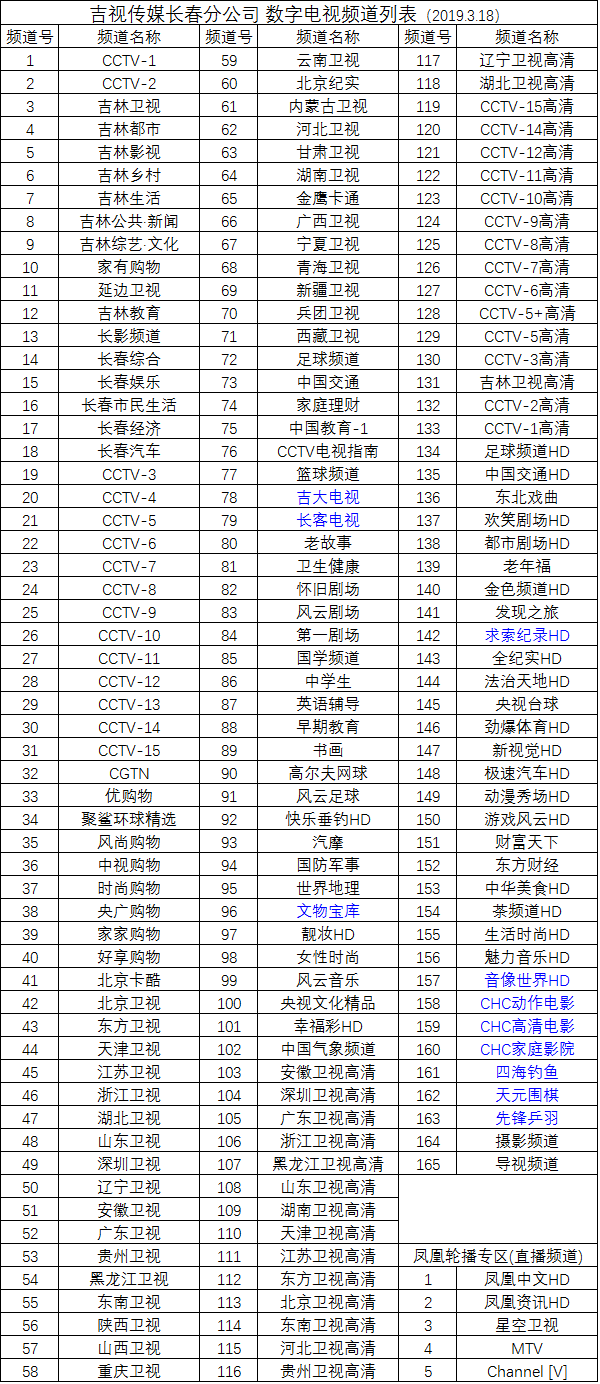 吉视传媒长春分公司 数字电视频道列表（2019.3.18）
频道号 频道名称 频道号 频道名称 频道号 频道名称
1 CCTV-1 59 云南卫视 117 辽宁卫视高清
2 CCTV-2 60 北京纪实 118 湖北卫视高清
3 吉林卫视 61 内蒙古卫视 119 CCTV-15高清
4 吉林都市 62 河北卫视 120 CCTV-14高清
5 吉林影视 63 甘肃卫视 121 CCTV-12高清
6 吉林乡村 64 湖南卫视 122 CCTV-11高清
7 吉林生活 65 金鹰卡通 123 CCTV-10高清
8 吉林公共·新闻 66 广西卫视 124 CCTV-9高清
9 吉林综艺·文化 67 宁夏卫视 125 CCTV-8高清
10 家有购物 68 青海卫视 126 CCTV-7高清
11 延边卫视 69 新疆卫视 127 CCTV-6高清
12 吉林教育 70 兵团卫视 128 CCTV-5+高清
13 长影频道 71 西藏卫视 129 CCTV-5高清
14 长春综合 72 足球频道 130 CCTV-3高清
15 长春娱乐 73 中国交通 131 吉林卫视高清
16 长春市民生活 74 家庭理财 132 CCTV-2高清
17 长春经济 75 中国教育-1 133 CCTV-1高清
18 长春汽车 76 CCTV电视指南 134 足球频道HD
19 CCTV-3 77 篮球频道 135 中国交通HD
20 CCTV-4 78 吉大电视 136 东北戏曲
21 CCTV-5 79 长客电视 137 欢笑剧场HD
22 CCTV-6 80 老故事 138 都市剧场HD
23 CCTV-7 81 卫生健康 139 老年福
24 CCTV-8 82 怀旧剧场 140 金色频道HD
25 CCTV-9 83 风云剧场 141 发现之旅
26 CCTV-10 84 第一剧场 142 求索纪录HD
27 CCTV-11 85 国学频道 143 全纪实HD
28 CCTV-12 86 中学生 144 法治天地HD
29 CCTV-13 87 英语辅导 145 央视台球
30 CCTV-14 88 早期教育 146 劲爆体育HD
31 CCTV-15 89 书画 147 新视觉HD
32 CGTN 90 高尔夫网球 148 极速汽车HD
33 优购物 91 风云足球 149 动漫秀场HD
34 聚鲨环球精选 92 快乐垂钓HD 150 游戏风云HD
35 风尚购物 93 汽摩 151 财富天下
36 中视购物 94 国防军事 152 东方财经
37 时尚购物 95 世界地理 153 中华美食HD
38 央广购物 96 文物宝库 154 茶频道HD
39 家家购物 97 靓妆HD 155 生活时尚HD
40 好享购物 98 女性时尚 156 魅力音乐HD
41 北京卡酷 99 风云音乐 157 音像世界HD
42 北京卫视 100 央视文化精品 158 CHC动作电影
43 东方卫视 101 幸福彩HD 159 CHC高清电影
44 天津卫视 102 中国气象频道 160 CHC家庭影院
45 江苏卫视 103 安徽卫视高清 161 四海钓鱼
46 浙江卫视 104 深圳卫视高清 162 天元围棋
47 湖北卫视 105 广东卫视高清 163 先锋乒羽
48 山东卫视 106 浙江卫视高清 164 摄影频道
49 深圳卫视 107 黑龙江卫视高清 165 导视频道
50 辽宁卫视 108 山东卫视高清
51 安徽卫视 109 湖南卫视高清
52 广东卫视 110 天津卫视高清
53 贵州卫视 111 江苏卫视高清 凤凰轮播专区(直播频道)
54 黑龙江卫视 112 东方卫视高清 1 凤凰中文HD
55 东南卫视 113 北京卫视高清 2 凤凰资讯HD
56 陕西卫视 114 东南卫视高清 3 星空卫视
57 山西卫视 115 河北卫视高清 4 MTV
58 重庆卫视 116 贵州卫视高清 5 Channel [V]